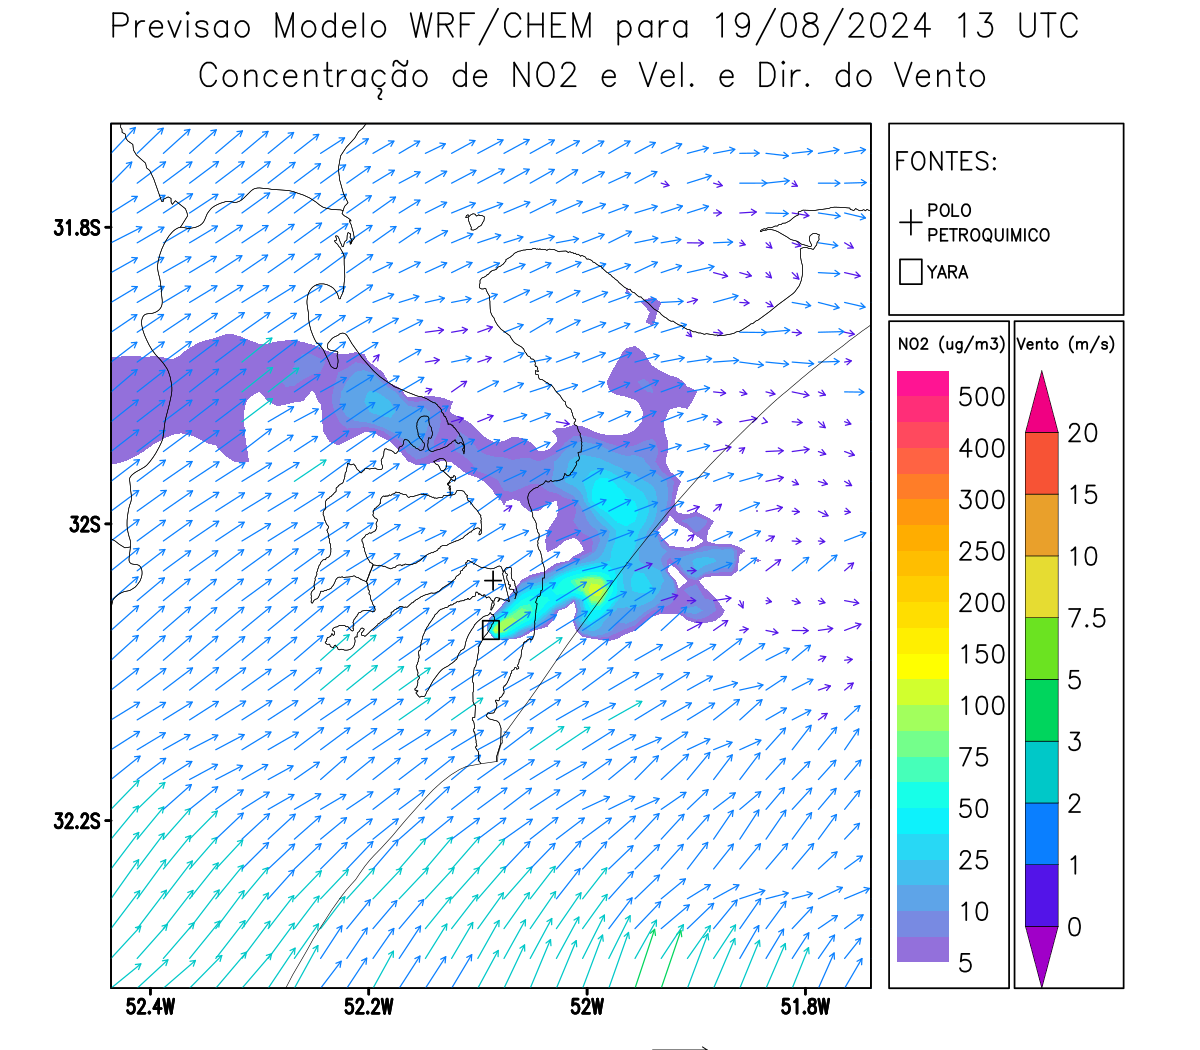 Previsao Modelo WRF/CHEM para 19/08/2024 13 UTC
Concentração de NO2 e Vel. e Dir. do Vento
FONTES:
POLO
PETROQUIMICO
YARA
NO2 (ug/m3)
500
400
300
250
200
150
100
75
50
25
10
5
Vento (m/s)
20
15
10
7.5
5
3
2
1
0
31.8S
32S
32.2S
52.4W
52.2W
52W
51.8W